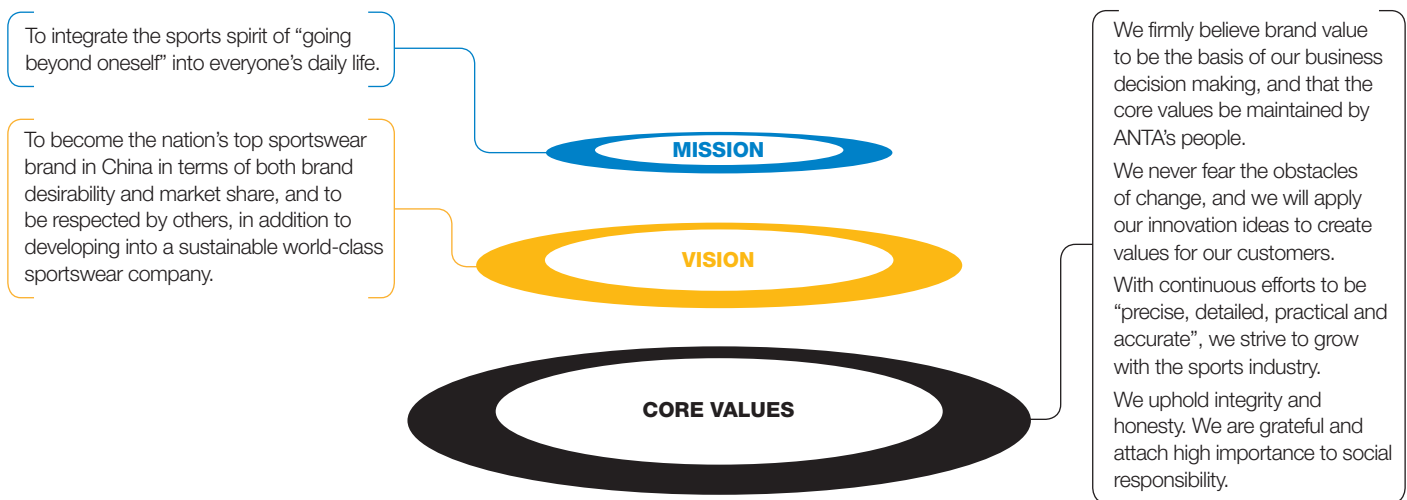 To integrate the sports spirit of “going
beyond oneself” into everyone’s daily life.
To become the nation’s top sportswear
brand in China in terms of both brand
desirability and market share, and to
be respected by others, in addition to
developing into a sustainable world-class
sportswear company.
MISSION
VISION
CORE VALUES
We firmly believe brand value
to be the basis of our business
decision making, and that the
core values be maintained by
ANTA’s people.
We never fear the obstacles
of change, and we will apply
our innovation ideas to create
values for our customers.
With continuous efforts to be
“precise, detailed, practical and
accurate”, we strive to grow
with the sports industry.
We uphold integrity and
honesty. We are grateful and
attach high importance to social
responsibility.